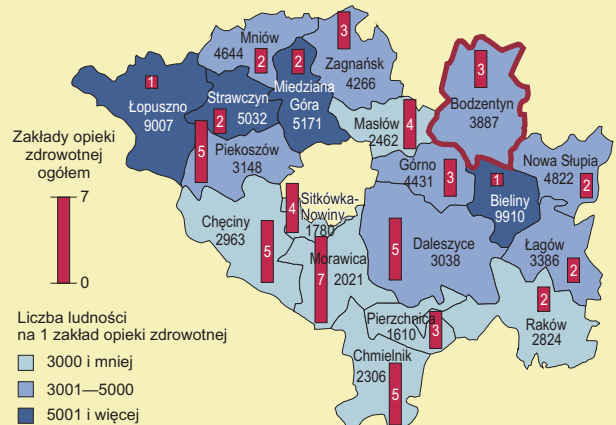 Mniów
4644
2
2
3
Zagnańsk
4266
3
Bodzentyn
3887
1
Łopuszno
9007
Strawczyn
5032
2
Miedziana
Góra
5171
Masłów
2462
4
5
Piekoszów
3148
Górno
4431
3
1
Bieliny
9910
Nowa Słupia
4822
2
4
Sitkówka-
Nowiny
1780
Chęciny
2963
5
Morawica
2021
7
5
Daleszyce
3038
Łagów
3386
2
2
Raków
2824
Pierzchnica
1610
3
Chmielnik
2306
5
Zakłady opieki
zdrowotnej
ogółem
7
0
Liczba ludności
na 1 zakład opieki zdrowotnej
3000 i mniej
3001—5000
5001 i więcej